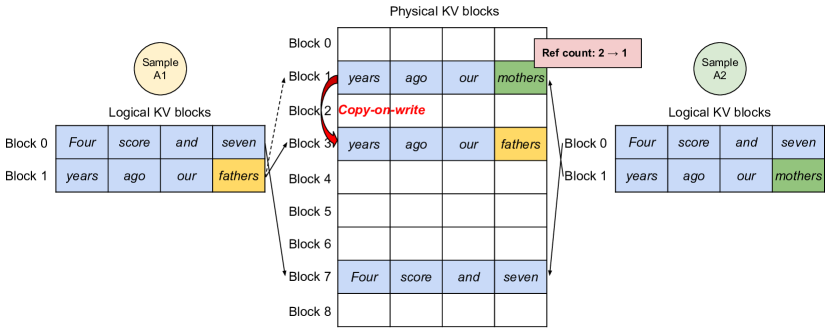 Physical KV blocks
Block 0
Sample
A1
Ref count: 2 → 1
Sample
A2
Block 1
years ago our mothers
Logical KV blocks
Block 2
Copy-on-write
Logical KV blocks
Block 0
Four score and seven
Block 3
years ago our fathers
Block 0
Four score and seven
Block 1
years ago our fathers
Block 4
Block 1
years ago our mothers
Block 5
Block 6
Block 7
Four score and seven
Block 8